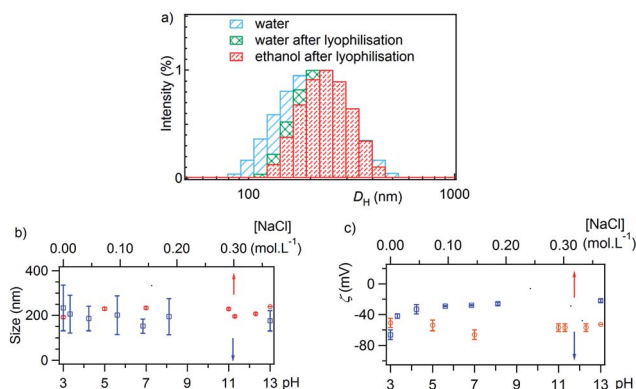 a)
water
water after lyophilisation
ethanol after lyophilisation
Intensity (%)
1
0
100 1000
D_H (nm)
b)
[NaCl]
0.00 0.10 0.20 0.30 (mol.L⁻¹)
Size (nm)
400
200
0
3 5 7 9 11 13 pH
c)
[NaCl]
0.00 0.10 0.20 0.30 (mol.L⁻¹)
ζ (mV)
0
-40
-80
3 5 7 9 11 13 pH